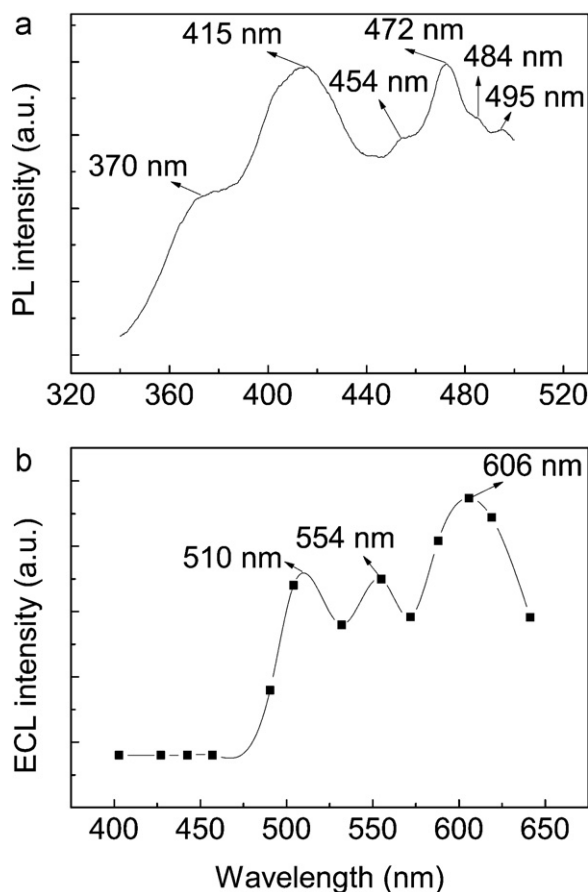 a
415 nm
472 nm
484 nm
454 nm
495 nm
370 nm
PL intensity (a.u.)
320 360 400 440 480 520
b
606 nm
510 nm
554 nm
ECL intensity (a.u.)
400 450 500 550 600 650
Wavelength (nm)